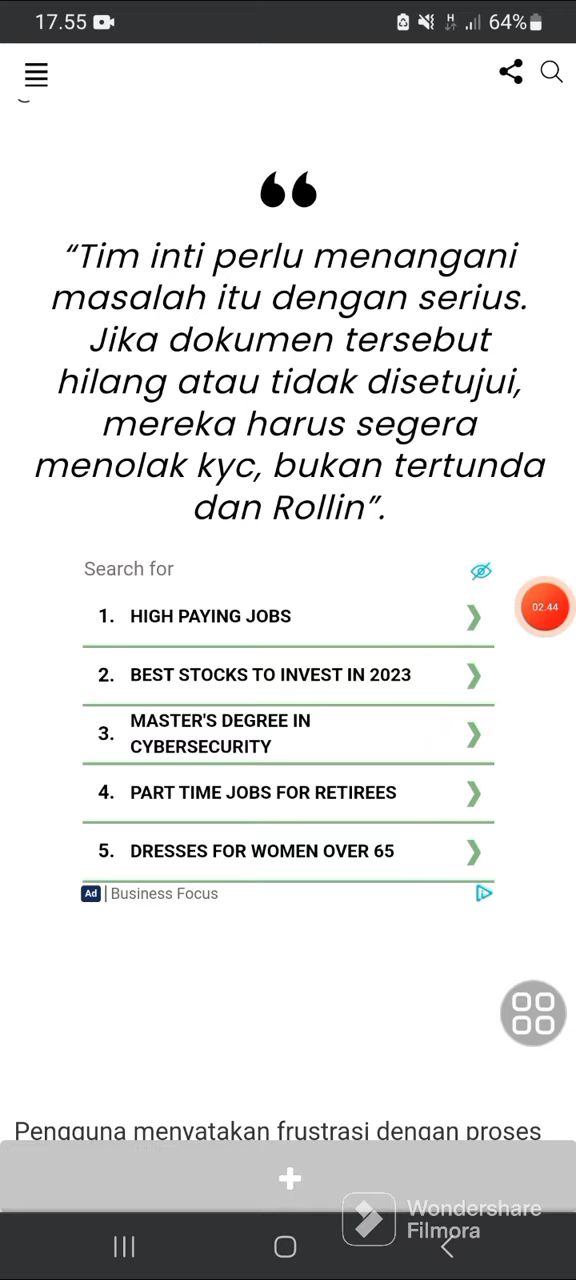 17.55
H
64%
“Tim inti perlu menangani
masalah itu dengan serius.
Jika dokumen tersebut
hilang atau tidak disetujui,
mereka harus segera
menolak kyc, bukan tertunda
dan Rollin”.
Search for
1. HIGH PAYING JOBS
2. BEST STOCKS TO INVEST IN 2023
3. MASTER'S DEGREE IN
CYBERSECURITY
4. PART TIME JOBS FOR RETIREES
5. DRESSES FOR WOMEN OVER 65
Ad | Business Focus
02.44
Pengguna menyatakan frustrasi dengan proses
Wondershare
Filmora